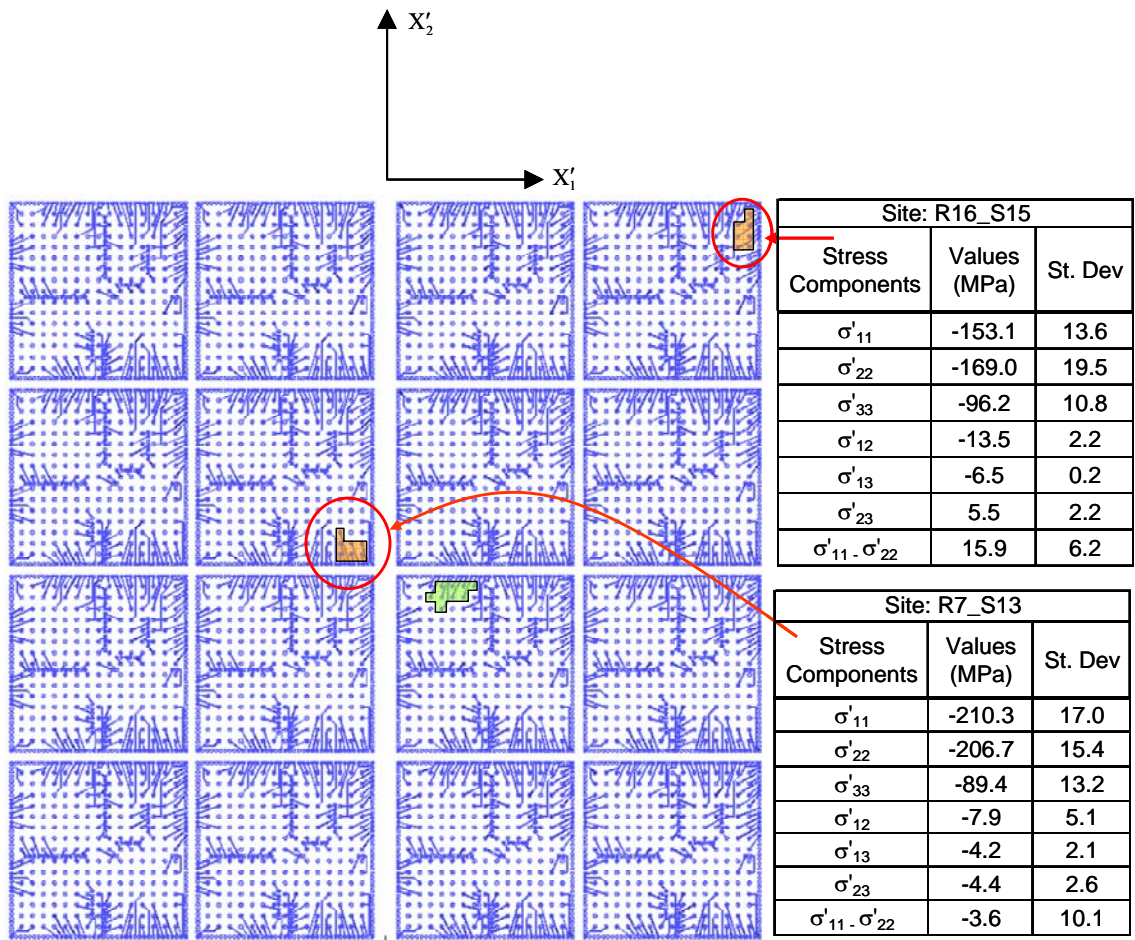 X′₂
X′₁
Site: R16_S15
Stress Components Values (MPa) St. Dev
σ'₁₁ -153.1 13.6
σ'₂₂ -169.0 19.5
σ'₃₃ -96.2 10.8
σ'₁₂ -13.5 2.2
σ'₁₃ -6.5 0.2
σ'₂₃ 5.5 2.2
σ'₁₁ - σ'₂₂ 15.9 6.2
Site: R7_S13
Stress Components Values (MPa) St. Dev
σ'₁₁ -210.3 17.0
σ'₂₂ -206.7 15.4
σ'₃₃ -89.4 13.2
σ'₁₂ -7.9 5.1
σ'₁₃ -4.2 2.1
σ'₂₃ -4.4 2.6
σ'₁₁ - σ'₂₂ -3.6 10.1